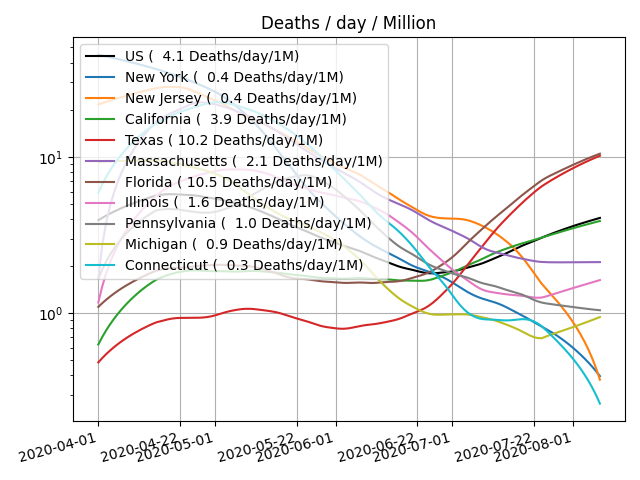 Deaths / day / Million
US (  4.1 Deaths/day/1M)
New York (  0.4 Deaths/day/1M)
New Jersey (  0.4 Deaths/day/1M)
California (  3.9 Deaths/day/1M)
Texas ( 10.2 Deaths/day/1M)
Massachusetts (  2.1 Deaths/day/1M)
Florida ( 10.5 Deaths/day/1M)
Illinois (  1.6 Deaths/day/1M)
Pennsylvania (  1.0 Deaths/day/1M)
Michigan (  0.9 Deaths/day/1M)
Connecticut (  0.3 Deaths/day/1M)
10¹
10⁰
2020-04-01
2020-04-22
2020-05-01
2020-05-22
2020-06-01
2020-06-22
2020-07-01
2020-07-22
2020-08-01